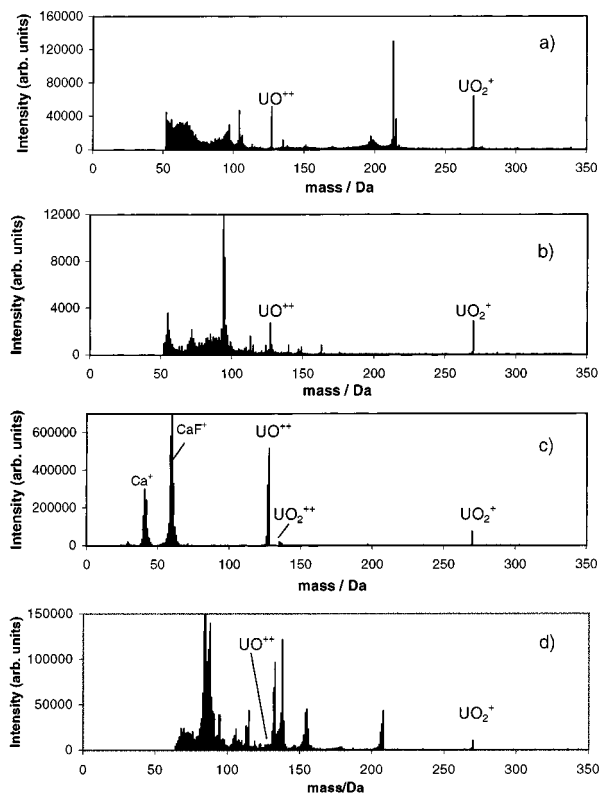 Intensity (arb. units)
160000
120000
80000
40000
0
a)
UO++
UO2+
0 50 100 150 200 250 300 350
mass / Da
Intensity (arb. units)
12000
8000
4000
0
b)
UO++
UO2+
0 50 100 150 200 250 300 350
mass / Da
Intensity (arb. units)
600000
400000
200000
0
c)
Ca+
CaF+
UO++
UO2++
UO2+
0 50 100 150 200 250 300 350
mass / Da
Intensity (arb. units)
150000
100000
50000
0
d)
UO++
UO2+
0 50 100 150 200 250 300 350
mass/Da